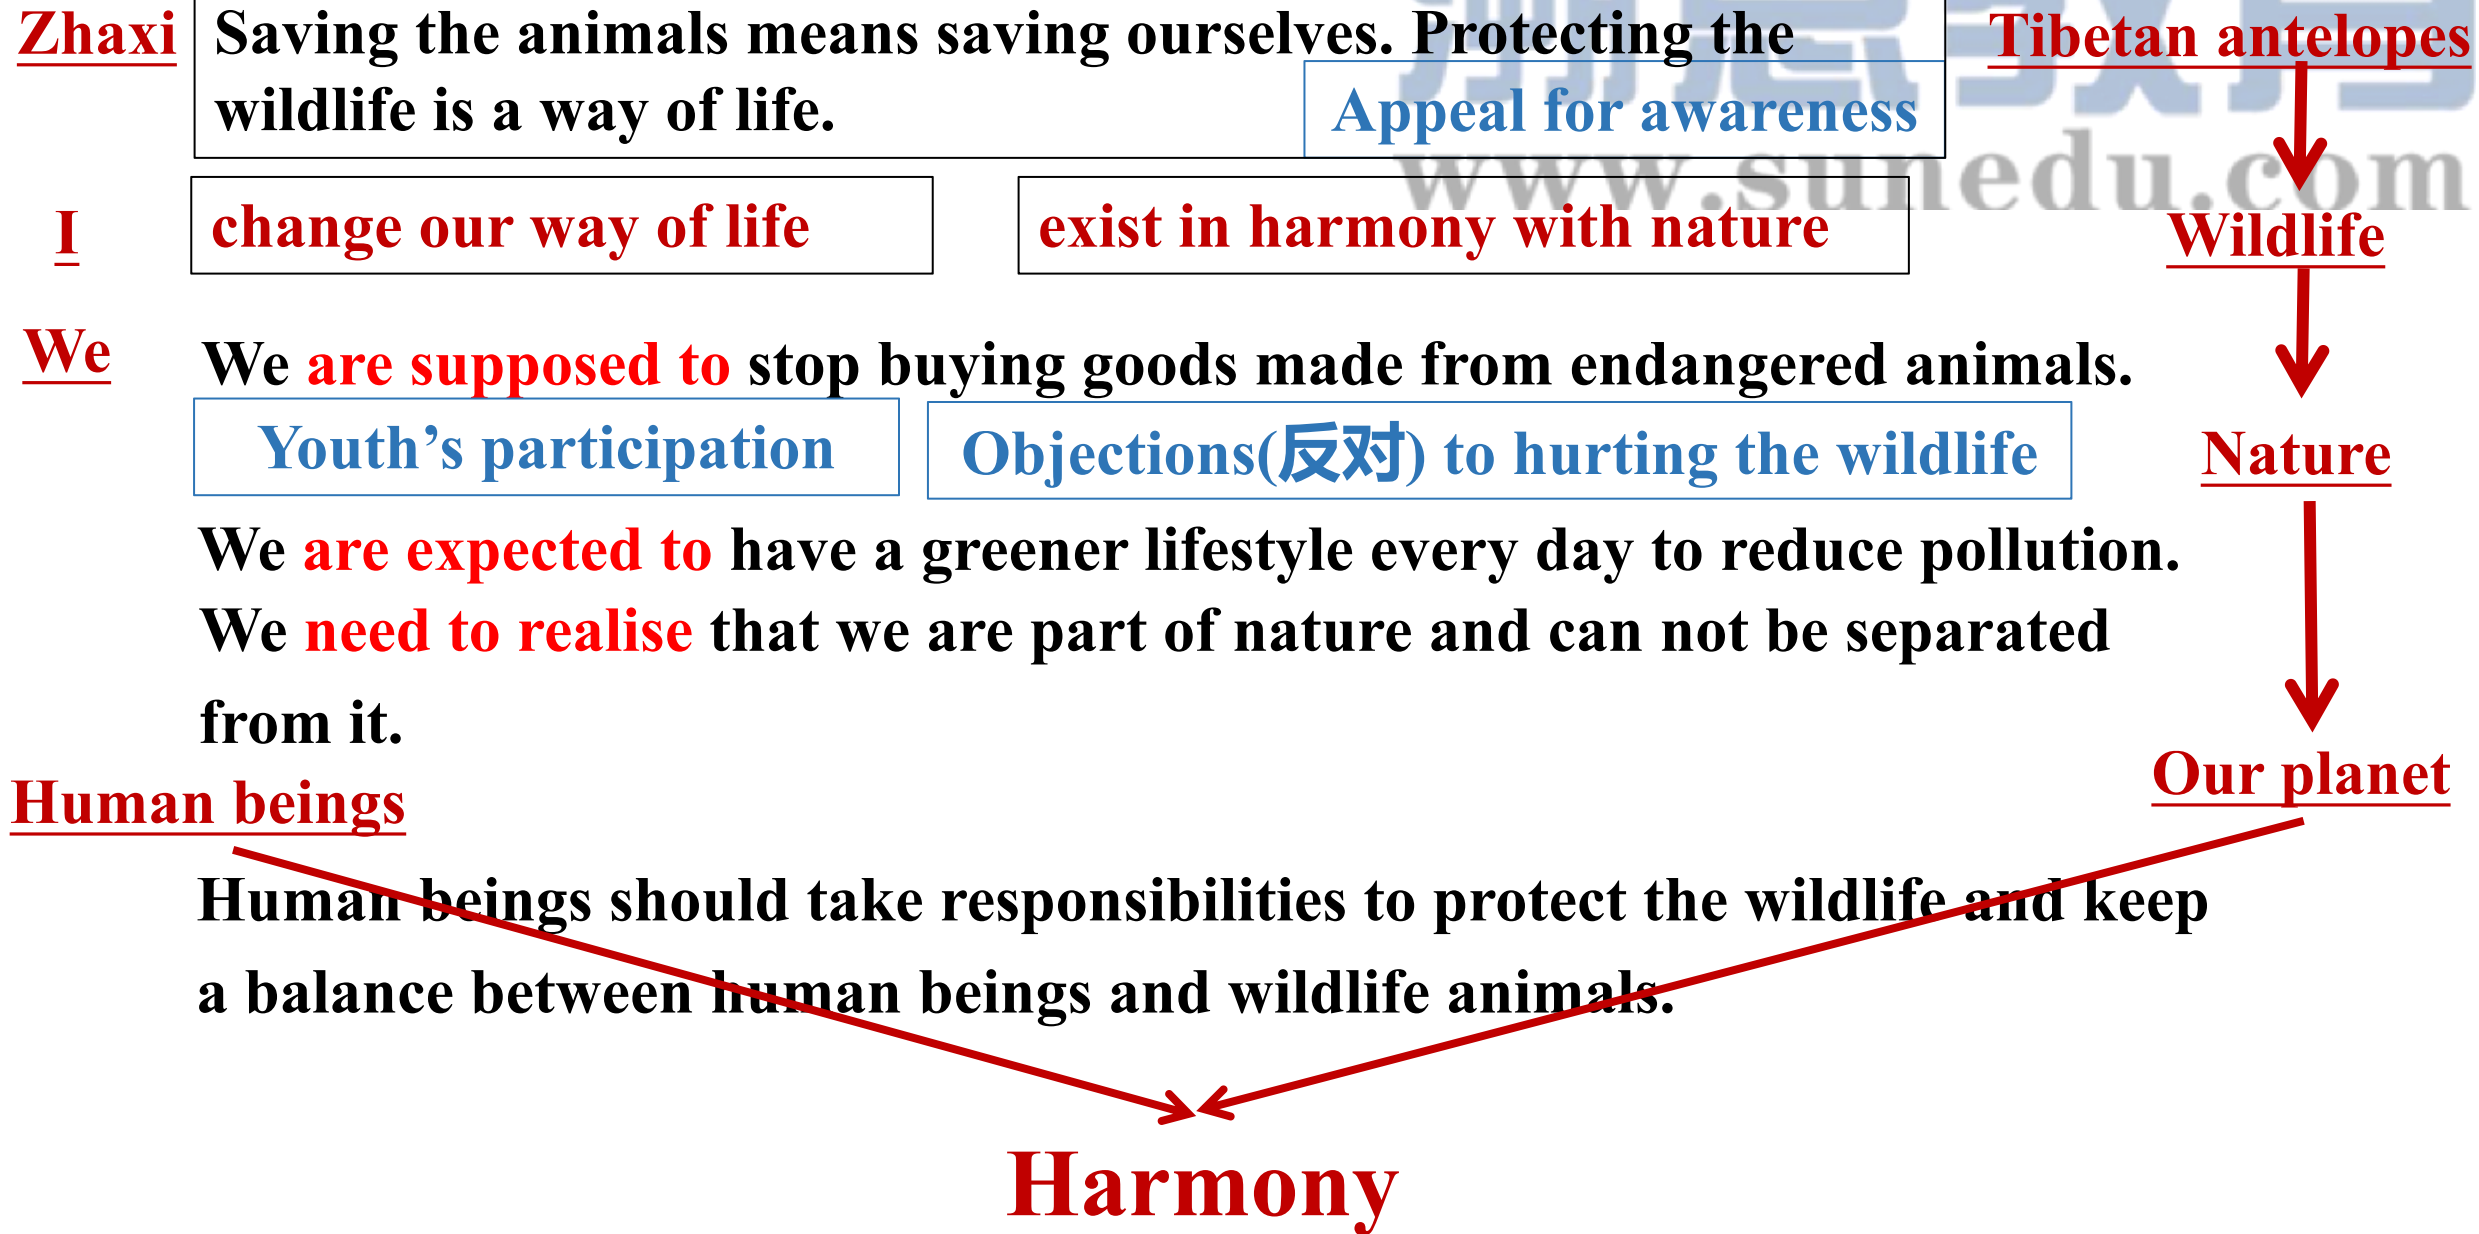 Zhaxi
Saving the animals means saving ourselves. Protecting the
wildlife is a way of life.
Appeal for awareness
Tibetan antelopes
www.sunedu.com
I
change our way of life
exist in harmony with nature
Wildlife
We
We are supposed to stop buying goods made from endangered animals.
Youth’s participation
Objections(反对) to hurting the wildlife
Nature
We are expected to have a greener lifestyle every day to reduce pollution.
We need to realise that we are part of nature and can not be separated
from it.
Our planet
Human beings
Human beings should take responsibilities to protect the wildlife and keep
a balance between human beings and wildlife animals.
Harmony